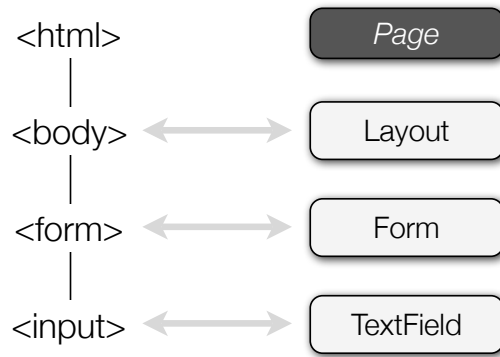 <html> Page
<body> Layout
<form> Form
<input> TextField